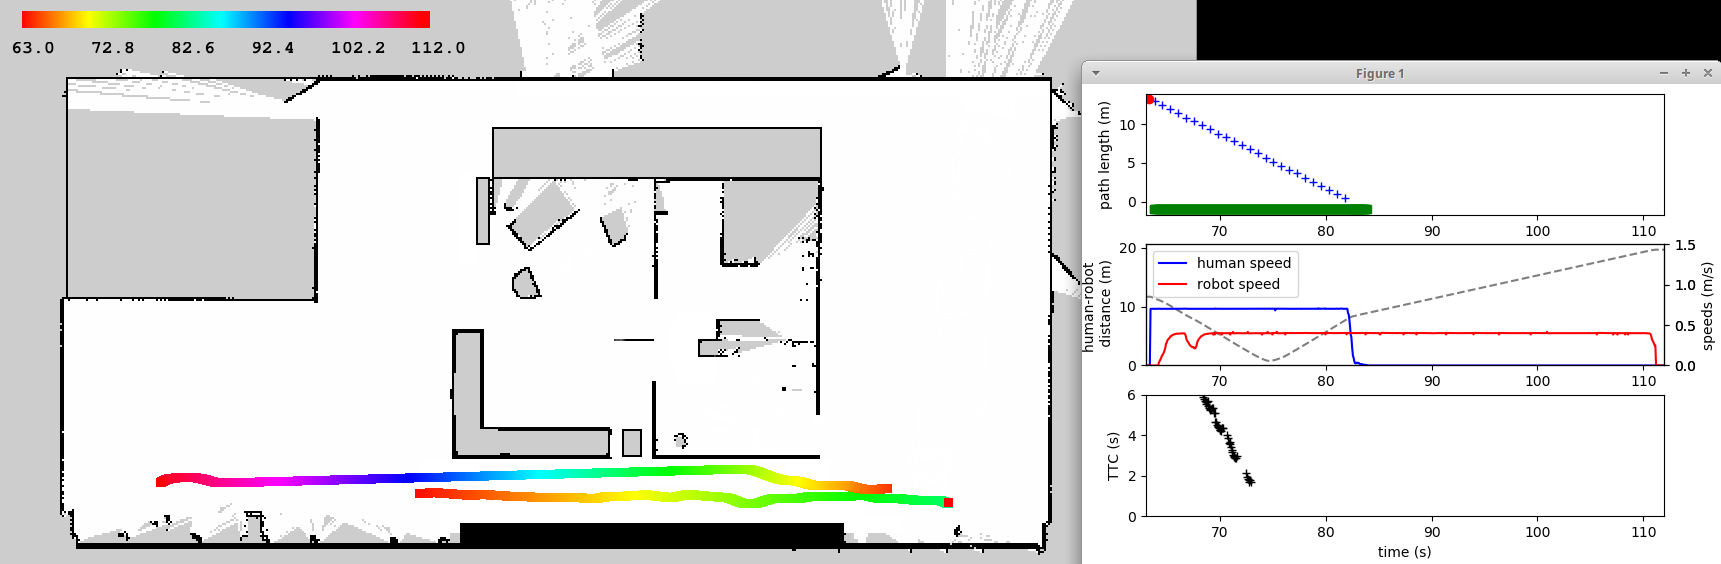 63.0 72.8 82.6 92.4 102.2 112.0
Figure 1
path length (m)
10
5
0
70 80 90 100 110
human-robot
distance (m)
20
10
0
human speed
robot speed
1.5
1.0
0.5
0.0
speeds (m/s)
70 80 90 100 110
TTC (s)
6
4
2
0
70 80 90 100 110
time (s)